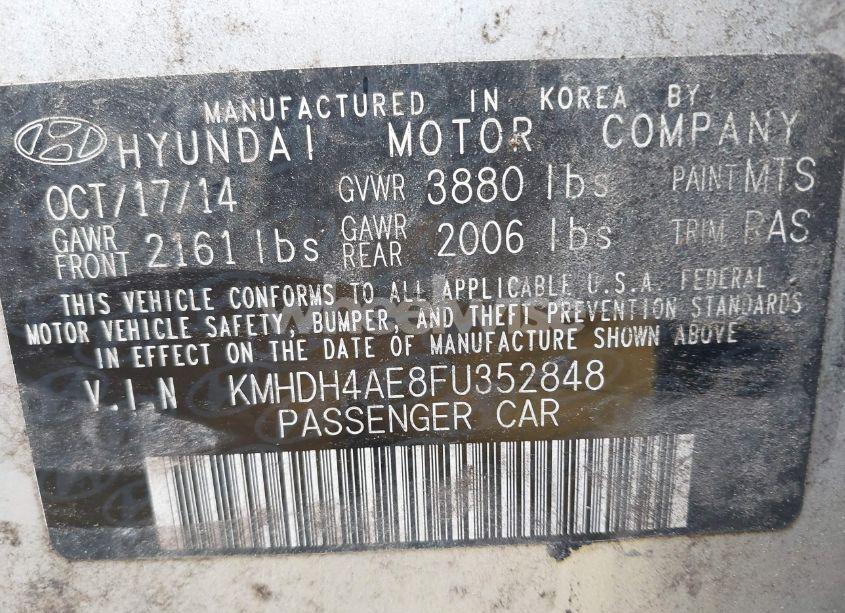 MANUFACTURED IN KOREA BY
HYUNDAI MOTOR COMPANY
OCT/17/14 GVWR 3880 lbs PAINT MTS
GAWR FRONT 2161 lbs GAWR REAR 2006 lbs TRIM RAS
THIS VEHICLE CONFORMS TO ALL APPLICABLE U.S.A. FEDERAL
MOTOR VEHICLE SAFETY, BUMPER, AND THEFT PREVENTION STANDARDS
IN EFFECT ON THE DATE OF MANUFACTURE SHOWN ABOVE
V.I.N KMHDH4AE8FU352848
PASSENGER CAR